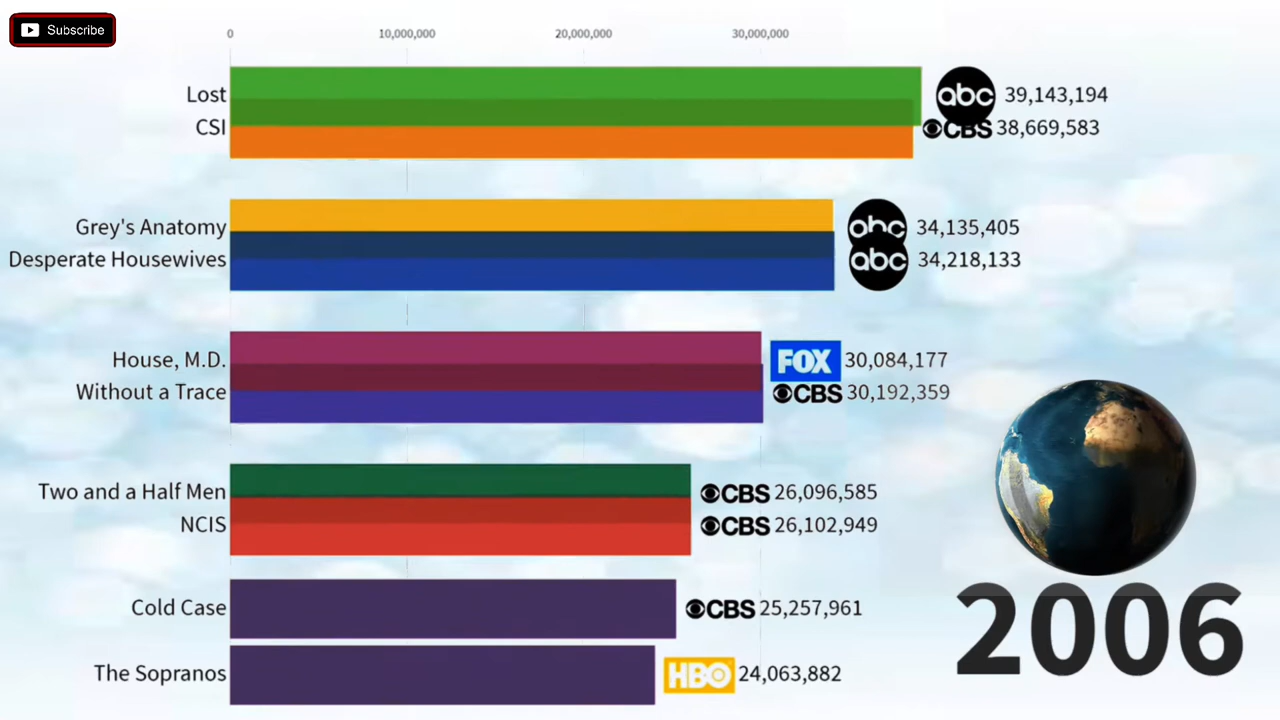 Subscribe
0 10,000,000 20,000,000 30,000,000
Lost abc 39,143,194
CSI CBS 38,669,583
Grey's Anatomy abc 34,135,405
Desperate Housewives abc 34,218,133
House, M.D. FOX 30,084,177
Without a Trace CBS 30,192,359
Two and a Half Men CBS 26,096,585
NCIS CBS 26,102,949
Cold Case CBS 25,257,961
The Sopranos HBO 24,063,882
2006